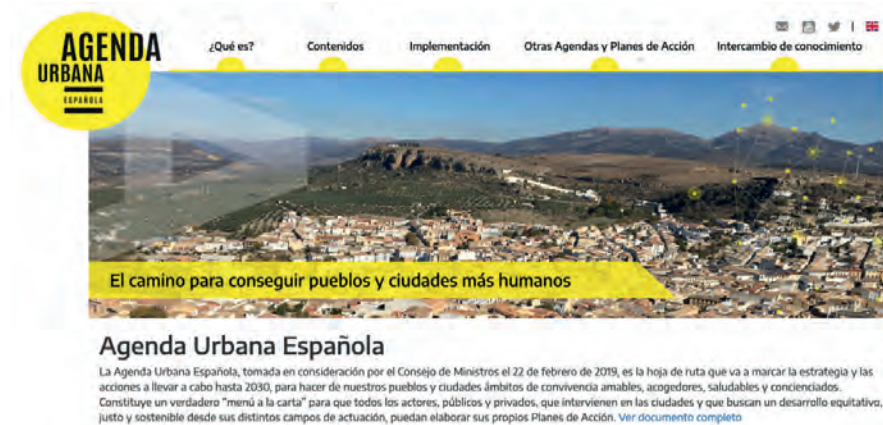 AGENDA
URBANA
ESPAÑOLA
¿Qué es?
Contenidos
Implementación
Otras Agendas y Planes de Acción
Intercambio de conocimiento
El camino para conseguir pueblos y ciudades más humanos
Agenda Urbana Española
La Agenda Urbana Española, tomada en consideración por el Consejo de Ministros el 22 de febrero de 2019, es la hoja de ruta que va a marcar la estrategia y las
acciones a llevar a cabo hasta 2030, para hacer de nuestros pueblos y ciudades ámbitos de convivencia amables, acogedores, saludables y concienciados.
Constituye un verdadero "menú a la carta" para que todos los actores, públicos y privados, que intervienen en las ciudades y que buscan un desarrollo equitativo,
justo y sostenible desde sus distintos campos de actuación, puedan elaborar sus propios Planes de Acción. Ver documento completo